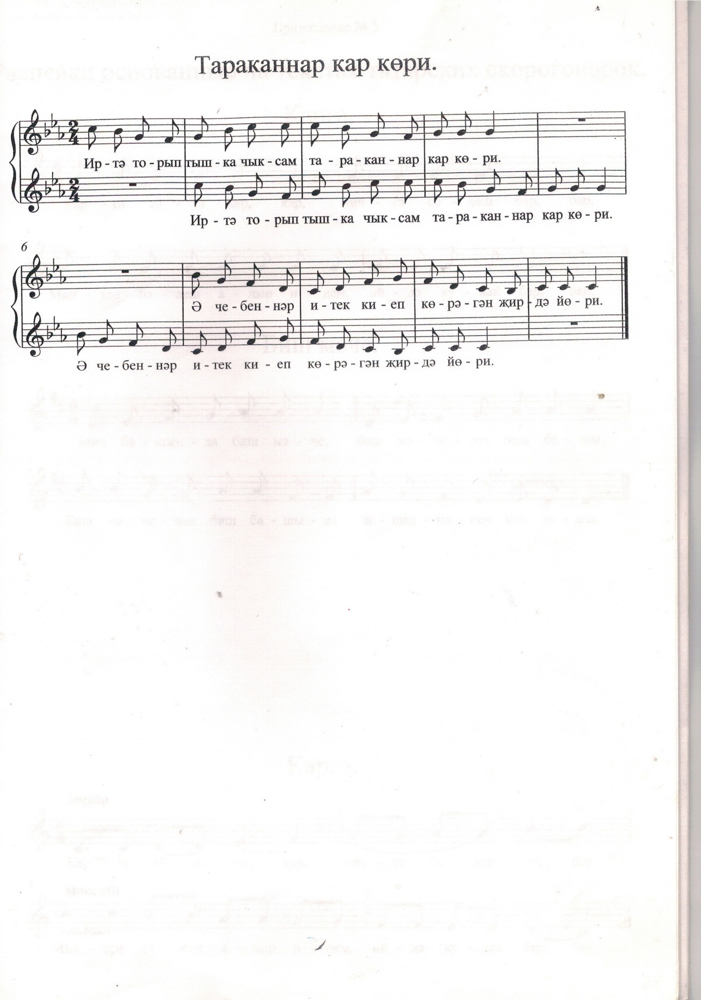 Тараканнар кар көри.
Ир - тә то - рып тыш - ка чык - сам та - ра - кан - нар кар кө - ри.
Ир - тә то - рып тыш - ка чык - сам та - ра - кан - нар кар кө - ри.
6
Ә че - бен - нәр и - тек ки - еп кө - рә - гән җир - дә йө - ри.
Ә че - бен - нәр и - тек ки - еп кө - рә - гән җир - дә йө - ри.